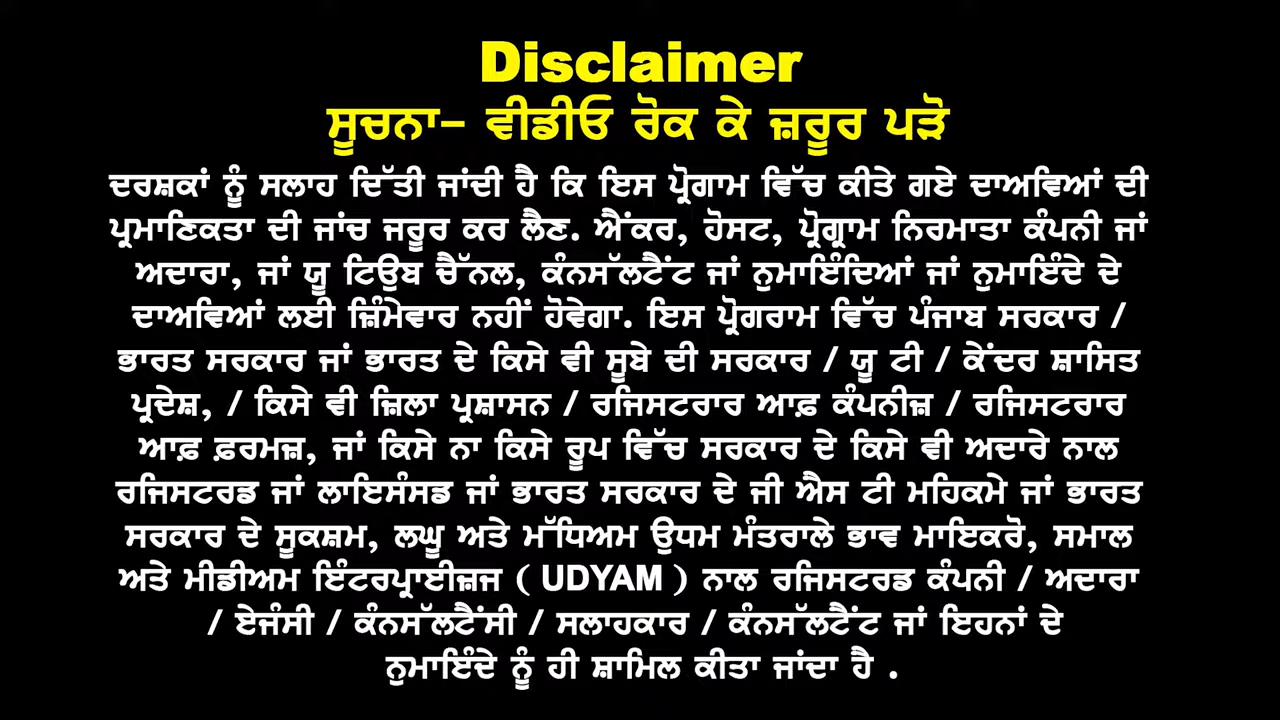 Disclaimer
ਸੂਚਨਾ- ਵੀਡੀਓ ਰੋਕ ਕੇ ਜ਼ਰੂਰ ਪੜੋ
ਦਰਸ਼ਕਾਂ ਨੂੰ ਸਲਾਹ ਦਿੱਤੀ ਜਾਂਦੀ ਹੈ ਕਿ ਇਸ ਪ੍ਰੋਗਾਮ ਵਿੱਚ ਕੀਤੇ ਗਏ ਦਾਅਵਿਆਂ ਦੀ
ਪ੍ਰਮਾਣਿਕਤਾ ਦੀ ਜਾਂਚ ਜਰੂਰ ਕਰ ਲੈਣ. ਐਂਕਰ, ਹੋਸਟ, ਪ੍ਰੋਗ੍ਰਾਮ ਨਿਰਮਾਤਾ ਕੰਪਨੀ ਜਾਂ
ਅਦਾਰਾ, ਜਾਂ ਯੂ ਟਿਉਬ ਚੈੱਨਲ, ਕੰਨਸੱਲਟੈਂਟ ਜਾਂ ਨੁਮਾਇੰਦਿਆਂ ਜਾਂ ਨੁਮਾਇੰਦੇ ਦੇ
ਦਾਅਵਿਆਂ ਲਈ ਜ਼ਿੰਮੇਵਾਰ ਨਹੀਂ ਹੋਵੇਗਾ. ਇਸ ਪ੍ਰੋਗਰਾਮ ਵਿੱਚ ਪੰਜਾਬ ਸਰਕਾਰ /
ਭਾਰਤ ਸਰਕਾਰ ਜਾਂ ਭਾਰਤ ਦੇ ਕਿਸੇ ਵੀ ਸੂਬੇ ਦੀ ਸਰਕਾਰ / ਯੂ ਟੀ / ਕੇਂਦਰ ਸ਼ਾਸਿਤ
ਪ੍ਰਦੇਸ਼, / ਕਿਸੇ ਵੀ ਜ਼ਿਲਾ ਪ੍ਰਸ਼ਾਸਨ / ਰਜਿਸਟਰਾਰ ਆਫ਼ ਕੰਪਨੀਜ਼ / ਰਜਿਸਟਰਾਰ
ਆਫ਼ ਫ਼ਰਮਜ਼, ਜਾਂ ਕਿਸੇ ਨਾ ਕਿਸੇ ਰੂਪ ਵਿੱਚ ਸਰਕਾਰ ਦੇ ਕਿਸੇ ਵੀ ਅਦਾਰੇ ਨਾਲ
ਰਜਿਸਟਰਡ ਜਾਂ ਲਾਇਸੰਸਡ ਜਾਂ ਭਾਰਤ ਸਰਕਾਰ ਦੇ ਜੀ ਐਸ ਟੀ ਮਹਿਕਮੇ ਜਾਂ ਭਾਰਤ
ਸਰਕਾਰ ਦੇ ਸੂਕਸ਼ਮ, ਲਘੂ ਅਤੇ ਮੱਧਿਅਮ ਉਧਮ ਮੰਤਰਾਲੇ ਭਾਵ ਮਾਇਕਰੋ, ਸਮਾਲ
ਅਤੇ ਮੀਡੀਅਮ ਇੰਟਰਪ੍ਰਾਈਜ਼ਜ ( UDYAM ) ਨਾਲ ਰਜਿਸਟਰਡ ਕੰਪਨੀ / ਅਦਾਰਾ
/ ਏਜੰਸੀ / ਕੰਨਸੱਲਟੈਂਸੀ / ਸਲਾਹਕਾਰ / ਕੰਨਸੱਲਟੈਂਟ ਜਾਂ ਇਹਨਾਂ ਦੇ
ਨੁਮਾਇੰਦੇ ਨੂੰ ਹੀ ਸ਼ਾਮਿਲ ਕੀਤਾ ਜਾਂਦਾ ਹੈ .